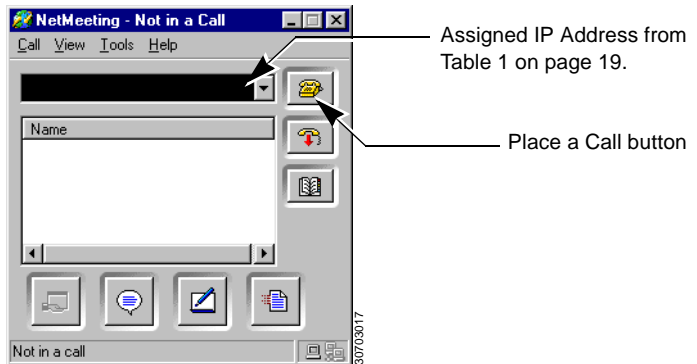 NetMeeting - Not in a Call
Call View Tools Help
Assigned IP Address from
Table 1 on page 19.
Name
Place a Call button
Not in a call
30703017